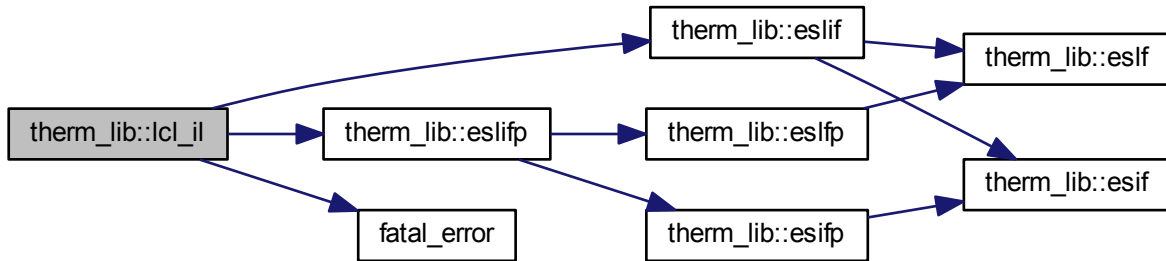 therm_lib::lcl_il
therm_lib::eslif
therm_lib::eslifp
fatal_error
therm_lib::eslfp
therm_lib::esifp
therm_lib::eslf
therm_lib::esif